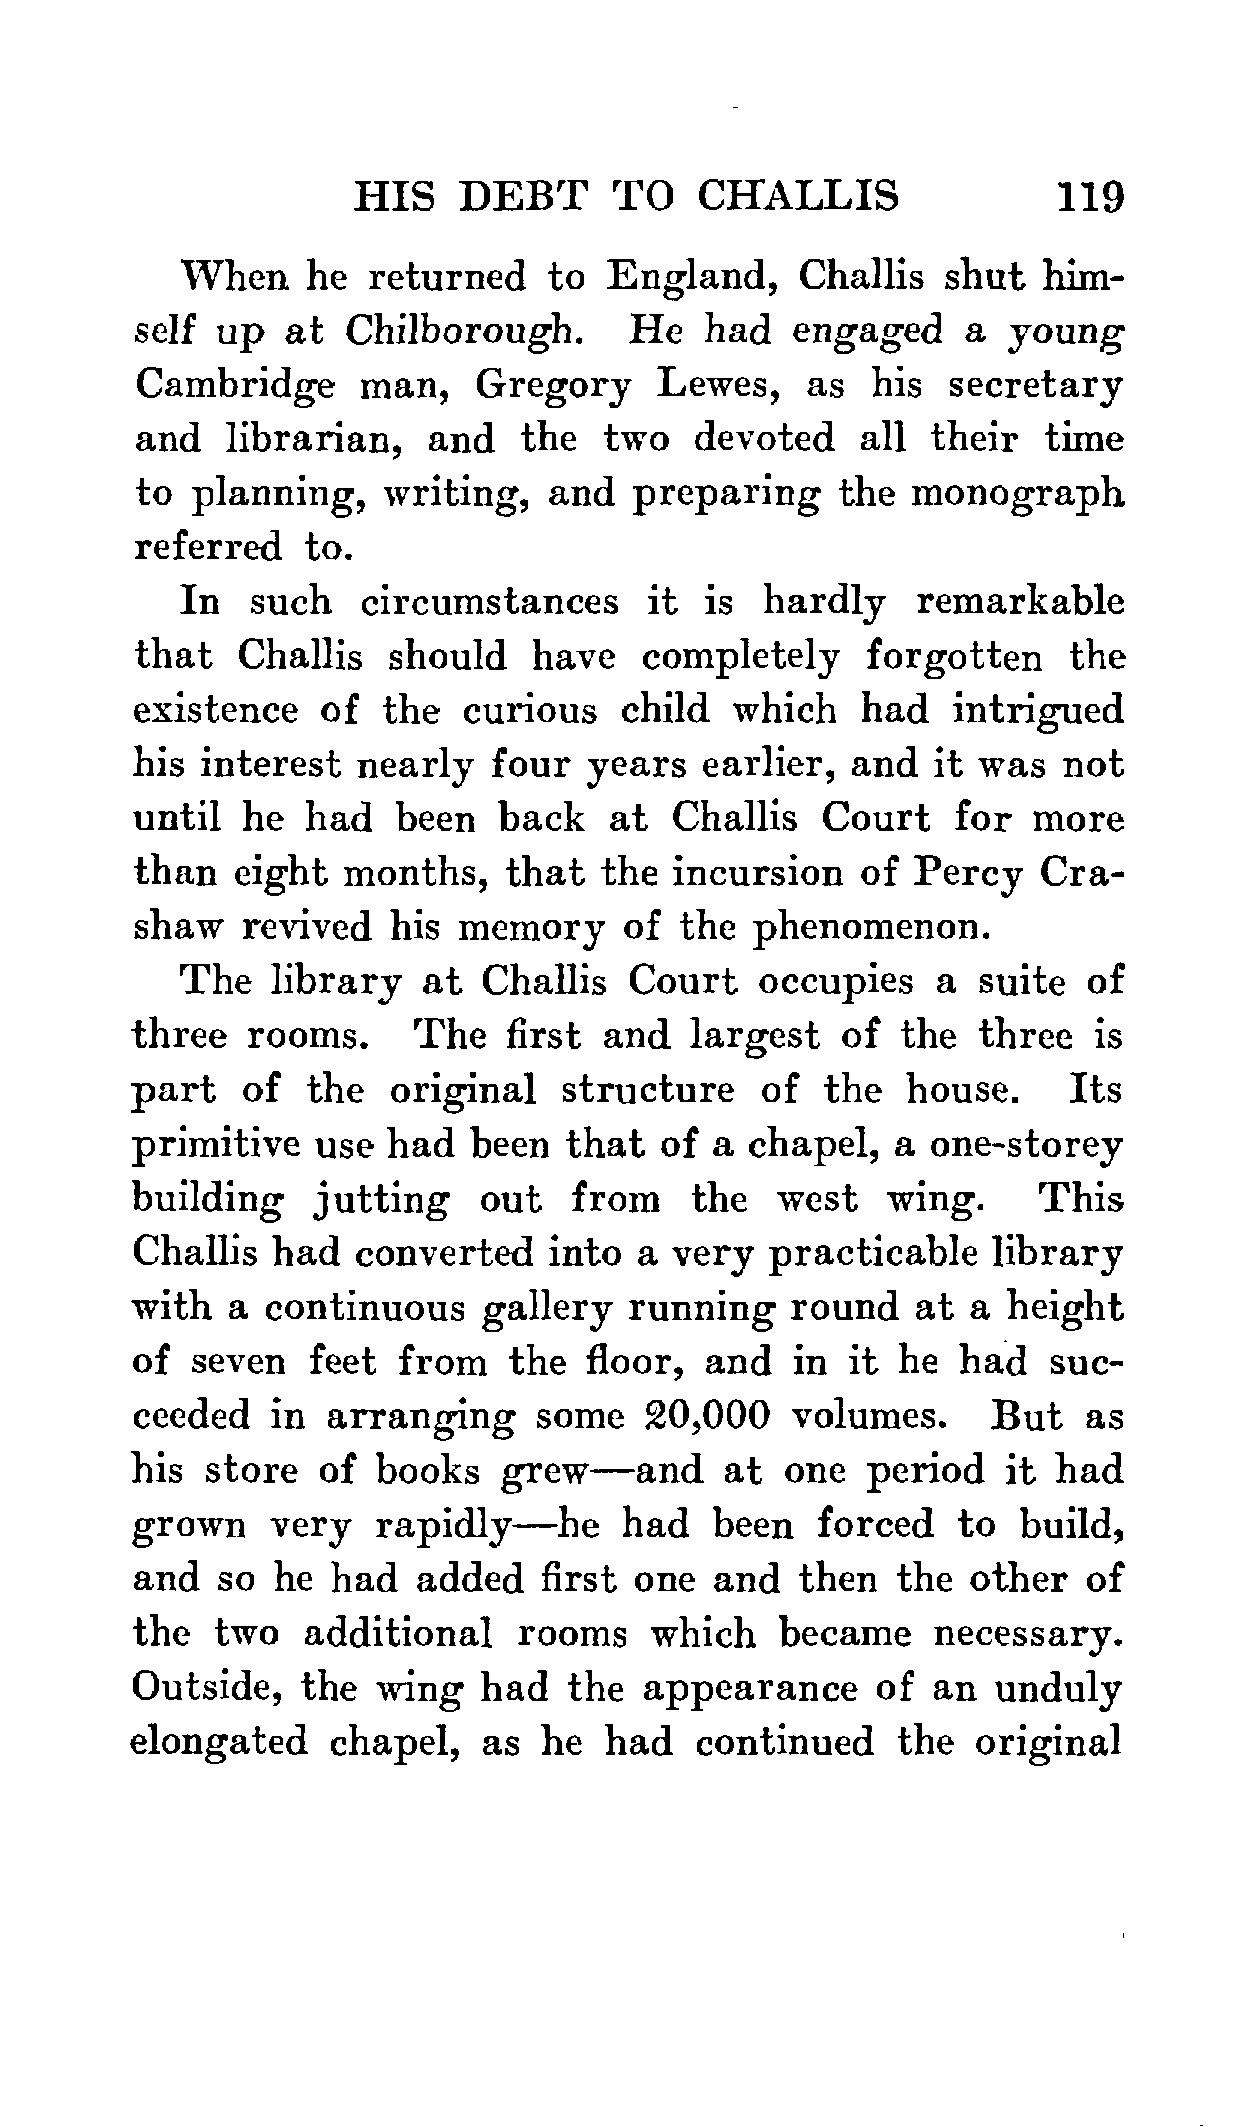 HIS DEBT TO CHALLIS 119
When he returned to England, Challis shut him-
self up at Chilborough. He had engaged a young
Cambridge man, Gregory Lewes, as his secretary
and librarian, and the two devoted all their time
to planning, writing, and preparing the monograph
referred to.
In such circumstances it is hardly remarkable
that Challis should have completely forgotten the
existence of the curious child which had intrigued
his interest nearly four years earlier, and it was not
until he had been back at Challis Court for more
than eight months, that the incursion of Percy Cra-
shaw revived his memory of the phenomenon.
The library at Challis Court occupies a suite of
three rooms. The first and largest of the three is
part of the original structure of the house. Its
primitive use had been that of a chapel, a one-storey
building jutting out from the west wing. This
Challis had converted into a very practicable library
with a continuous gallery running round at a height
of seven feet from the floor, and in it he had suc-
ceeded in arranging some 20,000 volumes. But as
his store of books grew—and at one period it had
grown very rapidly—he had been forced to build,
and so he had added first one and then the other of
the two additional rooms which became necessary.
Outside, the wing had the appearance of an unduly
elongated chapel, as he had continued the original